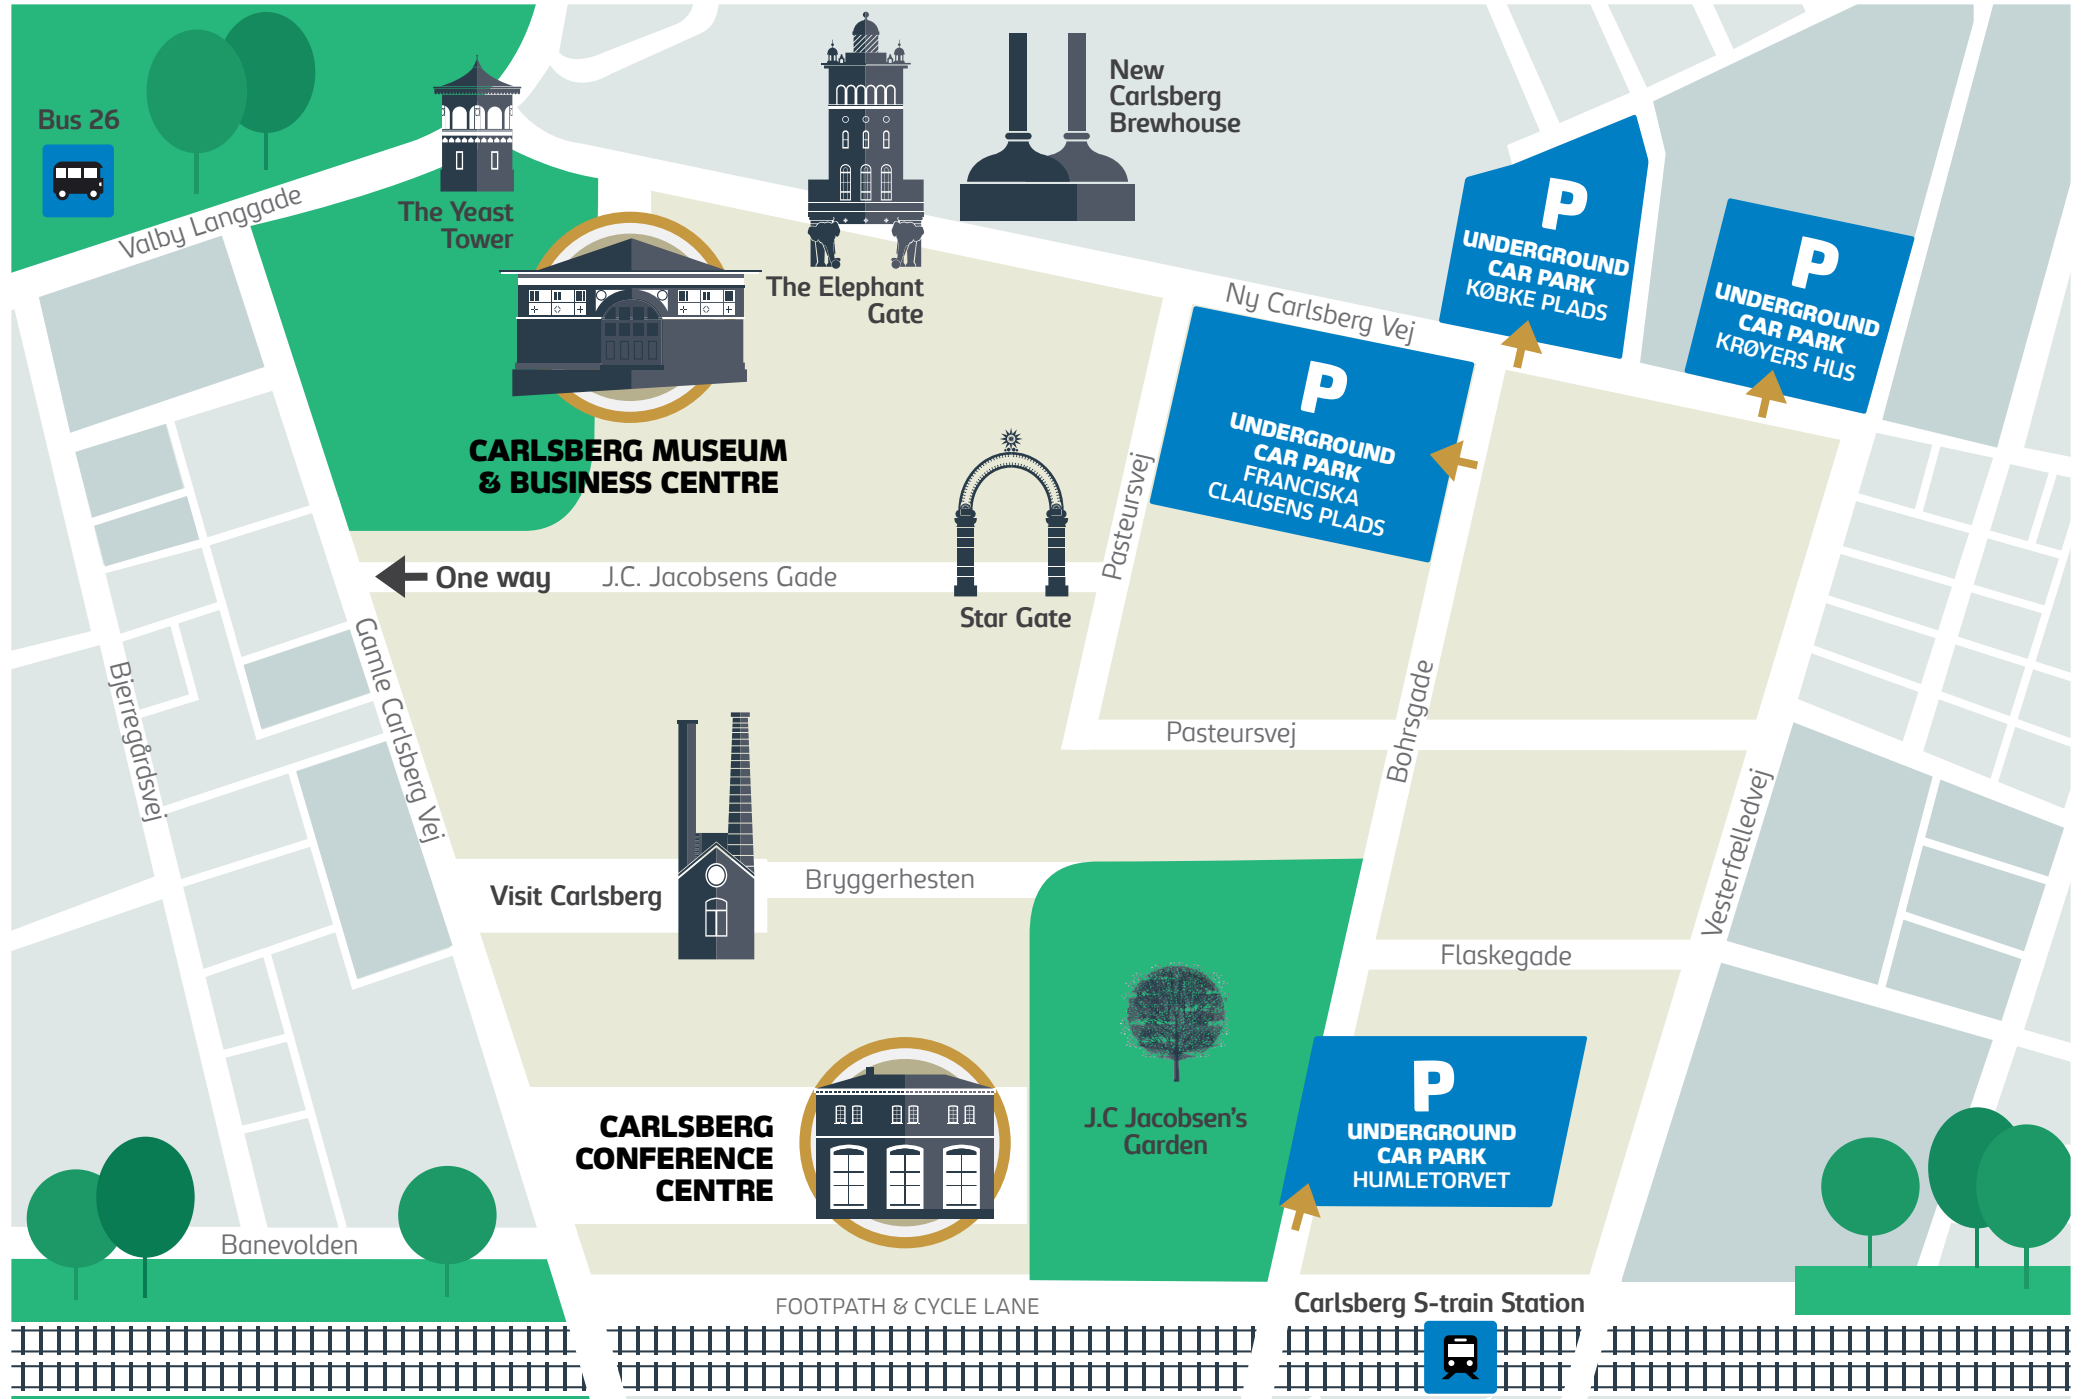 Bus 26
Valby Langgade
The Yeast
Tower
New
Carlsberg
Brewhouse
The Elephant
Gate
CARLSBERG MUSEUM
& BUSINESS CENTRE
Ny Carlsberg Vej
P
UNDERGROUND
CAR PARK
KØBKE PLADS
P
UNDERGROUND
CAR PARK
KRØYERS HUS
P
UNDERGROUND
CAR PARK
FRANCISKA
CLAUSENS PLADS
Pasteursvej
One way
J.C. Jacobsens Gade
Star Gate
Gamle Carlsberg Vej
Bjerregårdsvej
Bohrsgade
Pasteursvej
Vesterfælledvej
Visit Carlsberg
Bryggerhesten
Flaskegade
J.C Jacobsen's
Garden
CARLSBERG
CONFERENCE
CENTRE
P
UNDERGROUND
CAR PARK
HUMLETORVET
Banevolden
FOOTPATH & CYCLE LANE
Carlsberg S-train Station